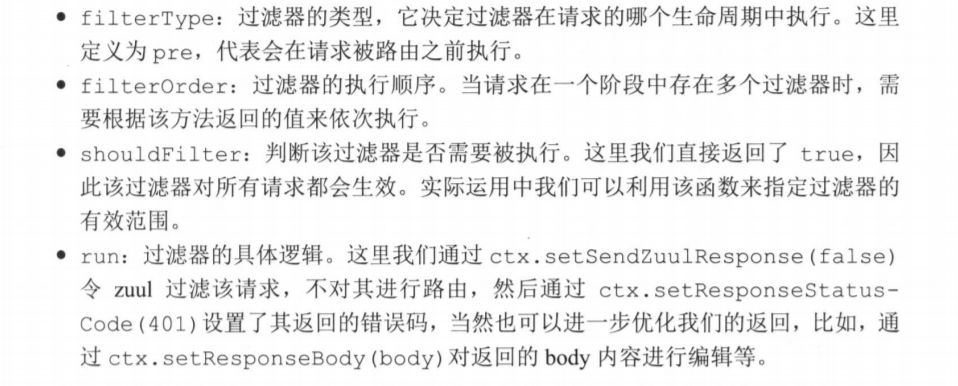 ● filterType：过滤器的类型，它决定过滤器在请求的哪个生命周期中执行。这里
定义为 pre，代表会在请求被路由之前执行。
● filterOrder：过滤器的执行顺序。当请求在一个阶段中存在多个过滤器时，需
要根据该方法返回的值来依次执行。
● shouldFilter：判断该过滤器是否需要被执行。这里我们直接返回了 true，因
此该过滤器对所有请求都会生效。实际运用中我们可以利用该函数来指定过滤器的
有效范围。
● run：过滤器的具体逻辑。这里我们通过 ctx.setSendZuulResponse(false)
令 zuul 过滤该请求，不对其进行路由，然后通过 ctx.setResponseStatus-
Code(401)设置了其返回的错误码，当然也可以进一步优化我们的返回，比如，通
过 ctx.setResponseBody(body)对返回的 body 内容进行编辑等。